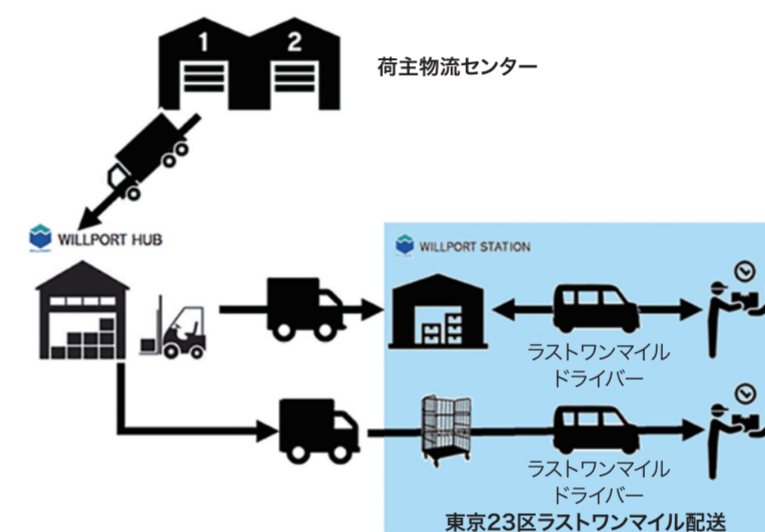 1 2
荷主物流センター
WILLPORT HUB
WILLPORT STATION
ラストワンマイル
ドライバー
ラストワンマイル
ドライバー
東京23区ラストワンマイル配送